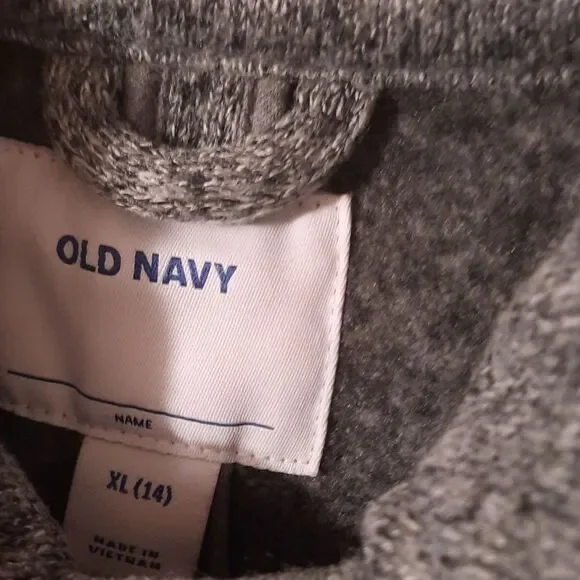 OLD NAVY
NAME
XL (14)
MADE IN
VIETNAM